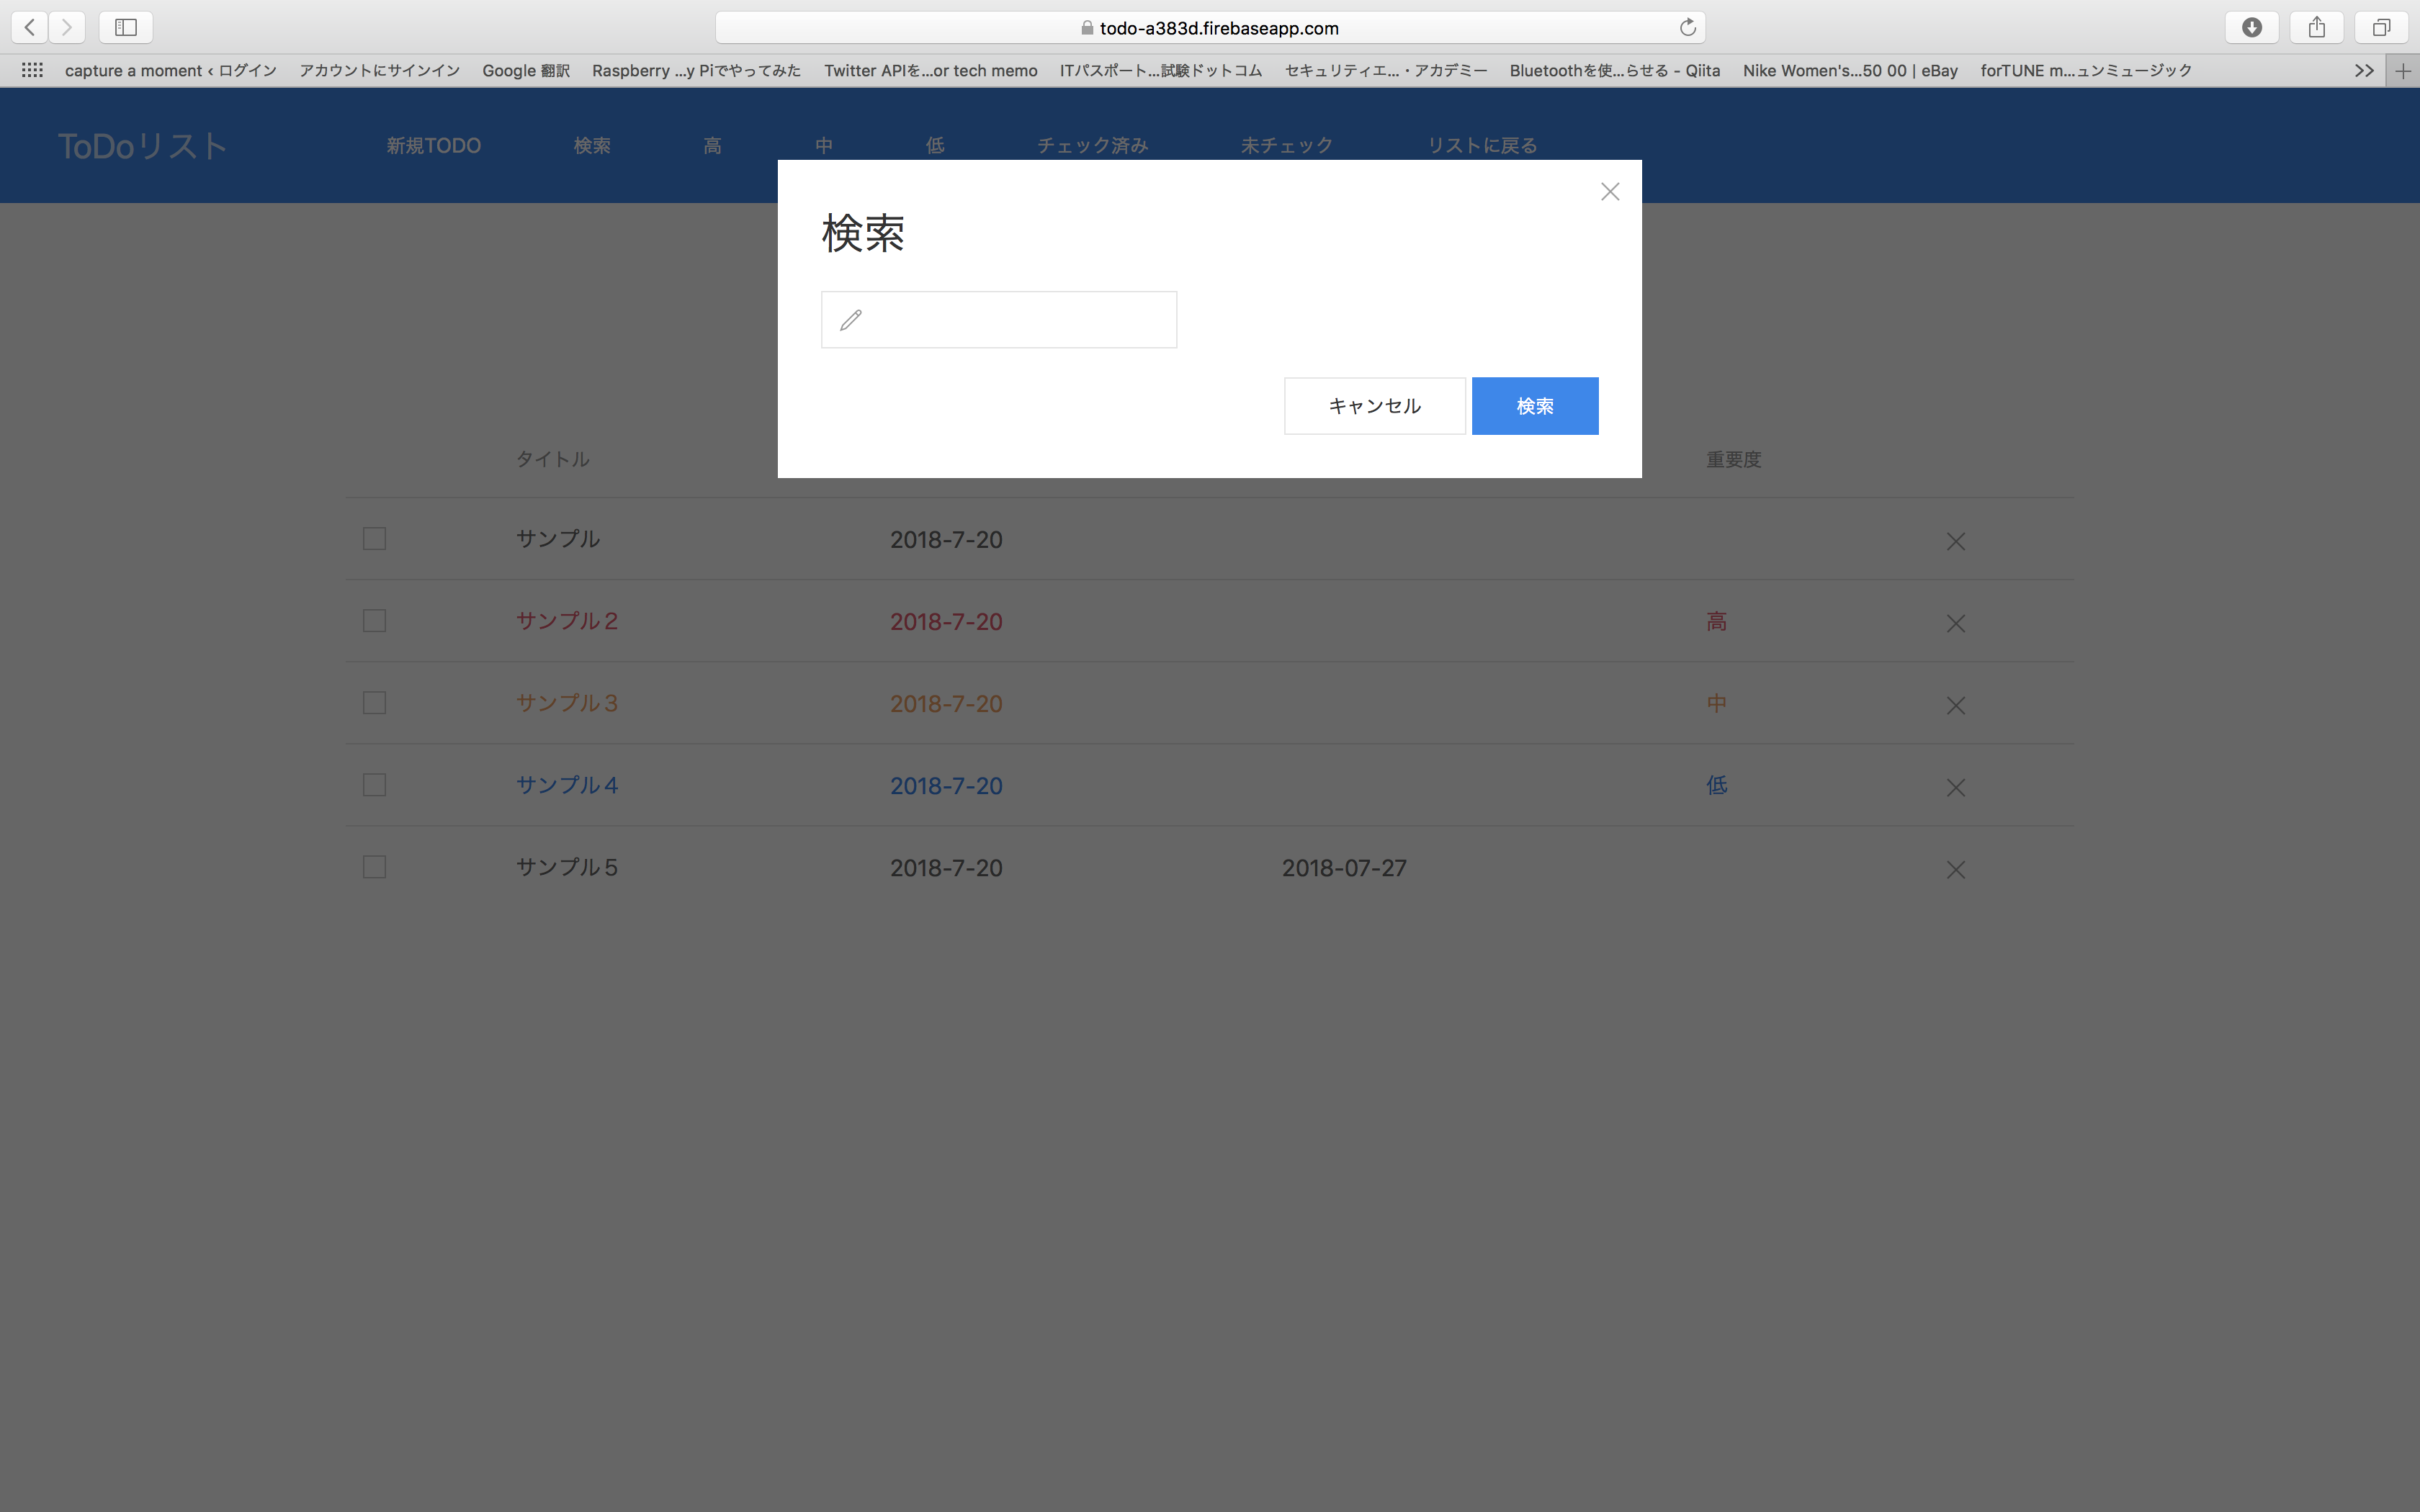 todo-a383d.firebaseapp.com
capture a moment ‹ ログイン アカウントにサインイン Google 翻訳 Raspberry ...y Piでやってみた Twitter APIを...or tech memo ITパスポート...試験ドットコム セキュリティエ...・アカデミー Bluetoothを使...らせる - Qiita Nike Women's...50 00 | eBay forTUNE m...ュンミュージック
ToDoリスト 新規TODO 検索 高 中 低 チェック済み 未チェック リストに戻る
検索
キャンセル 検索
タイトル 重要度
サンプル 2018-7-20
サンプル２ 2018-7-20 高
サンプル３ 2018-7-20 中
サンプル４ 2018-7-20 低
サンプル５ 2018-7-20 2018-07-27